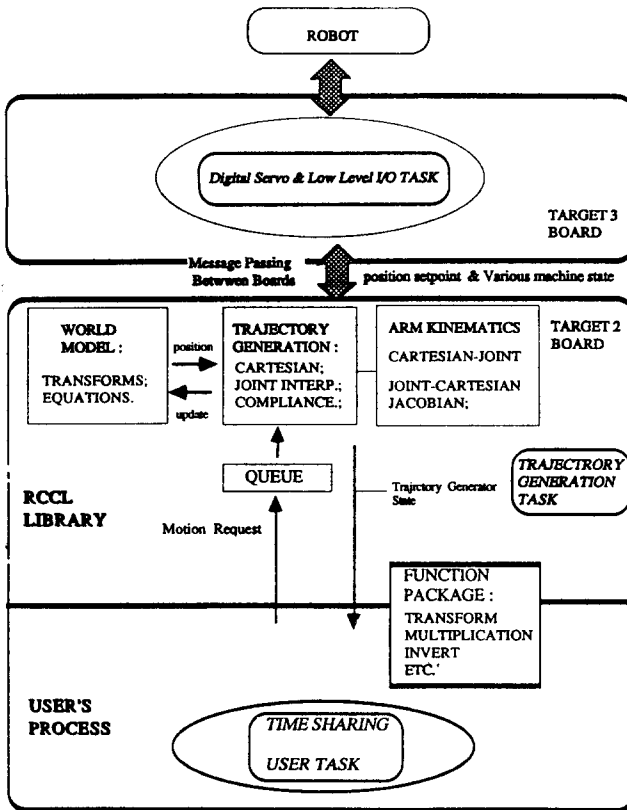 ROBOT
Digital Servo & Low Level I/O TASK
TARGET 3
BOARD
Message Passing
Betwwen Boards
position setpoint & Various machine state
WORLD
MODEL :
TRANSFORMS;
EQUATIONS.
position
update
TRAJECTORY
GENERATION :
CARTESIAN;
JOINT INTERP.;
COMPLIANCE.;
ARM KINEMATICS
CARTESIAN-JOINT
JOINT-CARTESIAN
JACOBIAN;
TARGET 2
BOARD
QUEUE
RCCL
LIBRARY
Motion Request
Trajrctory Generator
State
TRAJECTRORY
GENERATION
TASK
FUNCTION
PACKAGE :
TRANSFORM
MULTIPLICATION
INVERT
ETC.'
USER'S
PROCESS
TIME SHARING
USER TASK